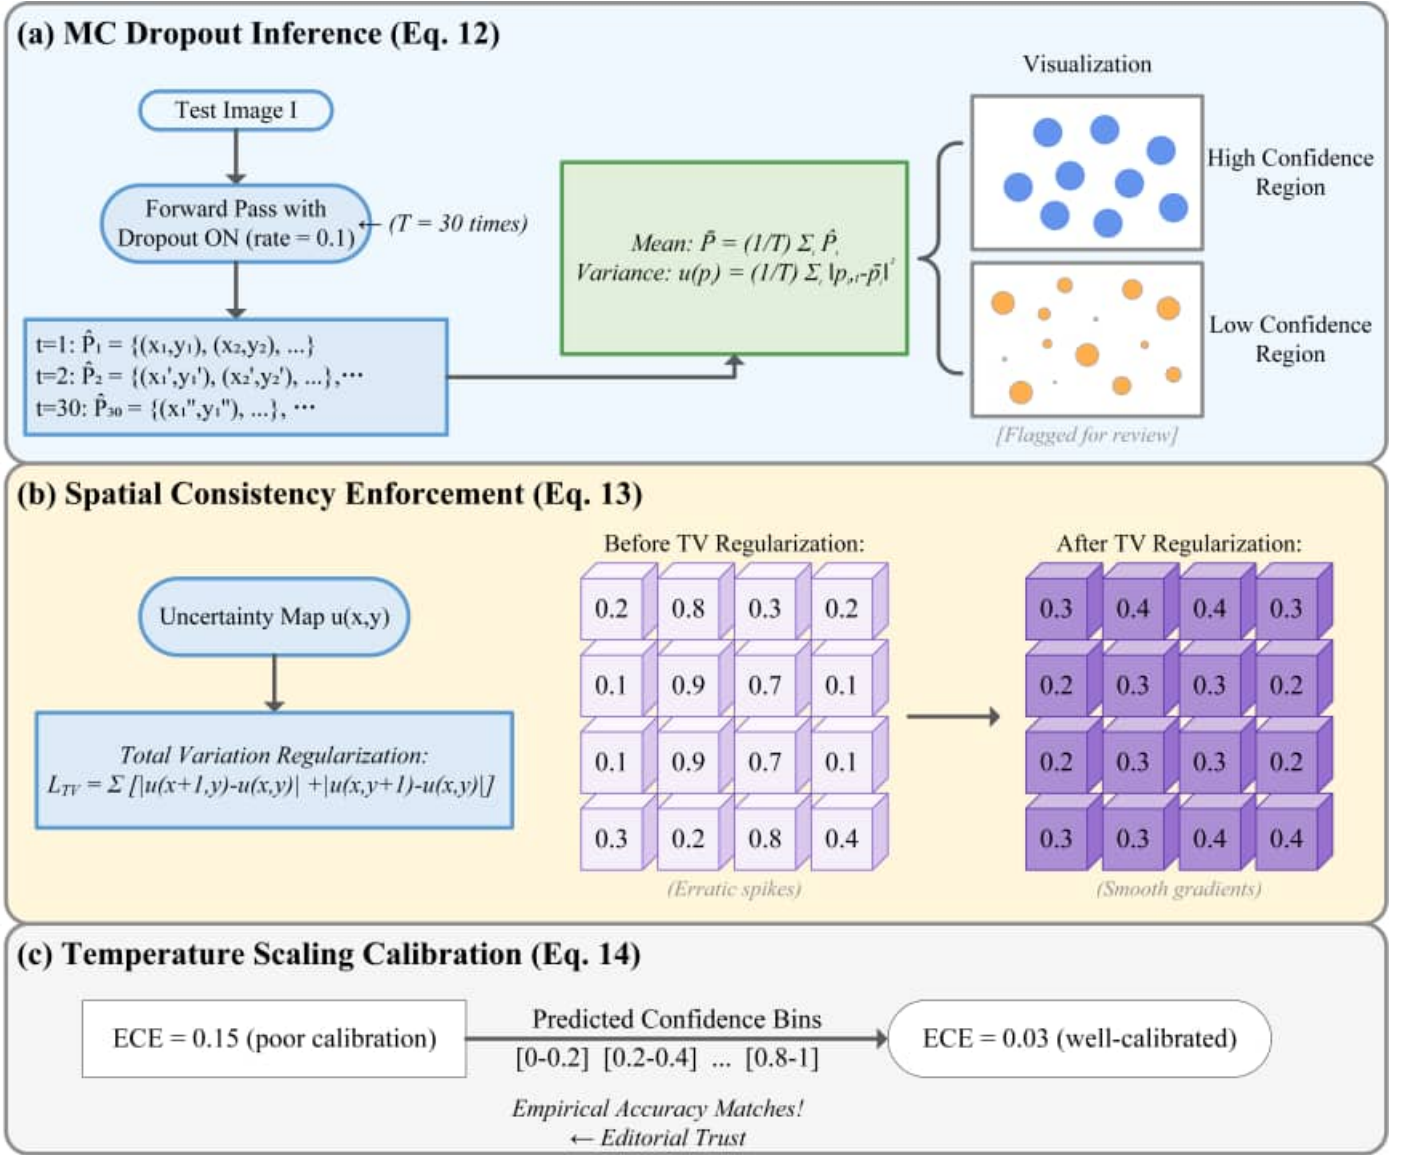 (a) MC Dropout Inference (Eq. 12)
Test Image I
Forward Pass with
Dropout ON (rate = 0.1)
← (T = 30 times)
t=1: P̂₁ = {(x₁,y₁), (x₂,y₂), ...}
t=2: P̂₂ = {(x₁',y₁'), (x₂',y₂'), ...},···
t=30: P̂₃₀ = {(x₁",y₁"), ...}, ···
Mean: P̄ = (1/T) Σ P̂
Variance: u(p) = (1/T) Σ |p,ᵢ-p̄|²
Visualization
High Confidence
Region
Low Confidence
Region
[Flagged for review]
(b) Spatial Consistency Enforcement (Eq. 13)
Uncertainty Map u(x,y)
Total Variation Regularization:
L_TV = Σ [|u(x+1,y)-u(x,y)| +|u(x,y+1)-u(x,y)|]
Before TV Regularization:
0.2 0.8 0.3 0.2
0.1 0.9 0.7 0.1
0.1 0.9 0.7 0.1
0.3 0.2 0.8 0.4
(Erratic spikes)
After TV Regularization:
0.3 0.4 0.4 0.3
0.2 0.3 0.3 0.2
0.2 0.3 0.3 0.2
0.3 0.3 0.4 0.4
(Smooth gradients)
(c) Temperature Scaling Calibration (Eq. 14)
ECE = 0.15 (poor calibration)
Predicted Confidence Bins
[0-0.2] [0.2-0.4] ... [0.8-1]
ECE = 0.03 (well-calibrated)
Empirical Accuracy Matches!
← Editorial Trust